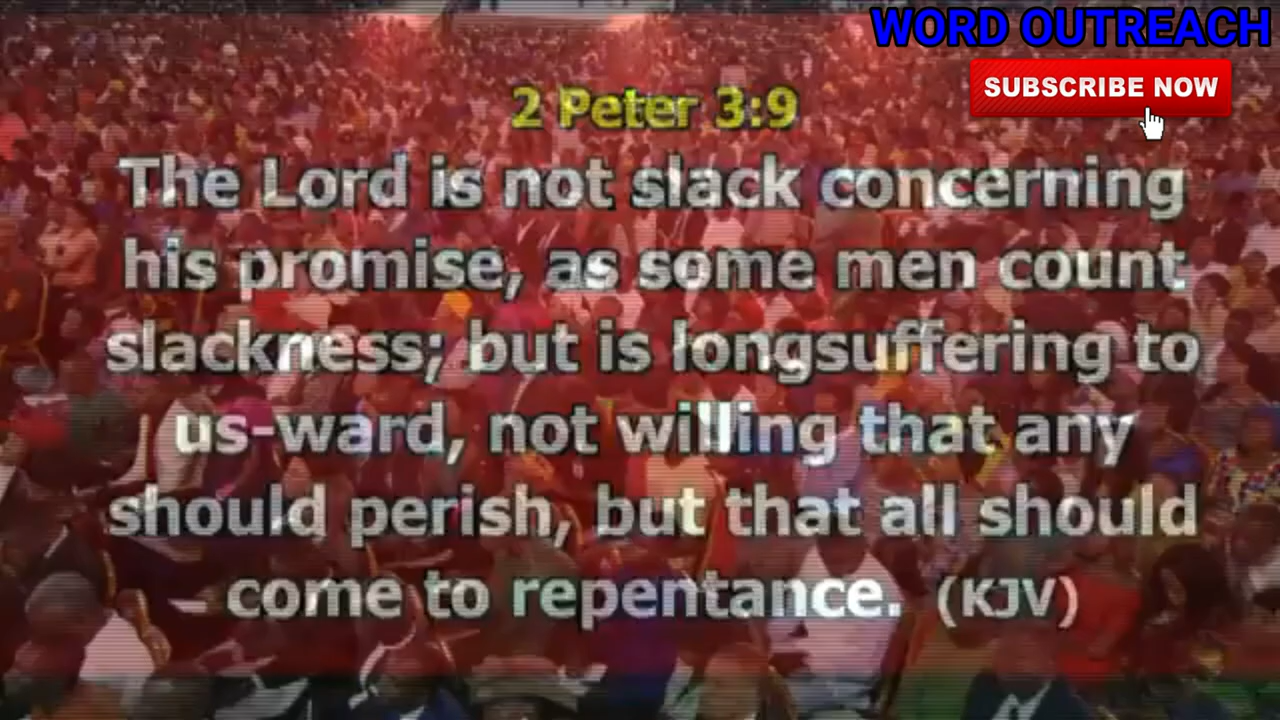 WORD OUTREACH
SUBSCRIBE NOW
2 Peter 3:9
The Lord is not slack concerning
his promise, as some men count
slackness; but is longsuffering to
us-ward, not willing that any
should perish, but that all should
come to repentance. (KJV)